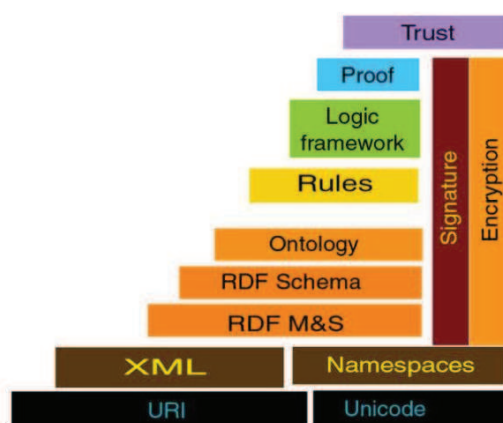 Trust
Proof
Logic
framework
Rules
Ontology
RDF Schema
RDF M&S
Signature
Encryption
XML
Namespaces
URI
Unicode